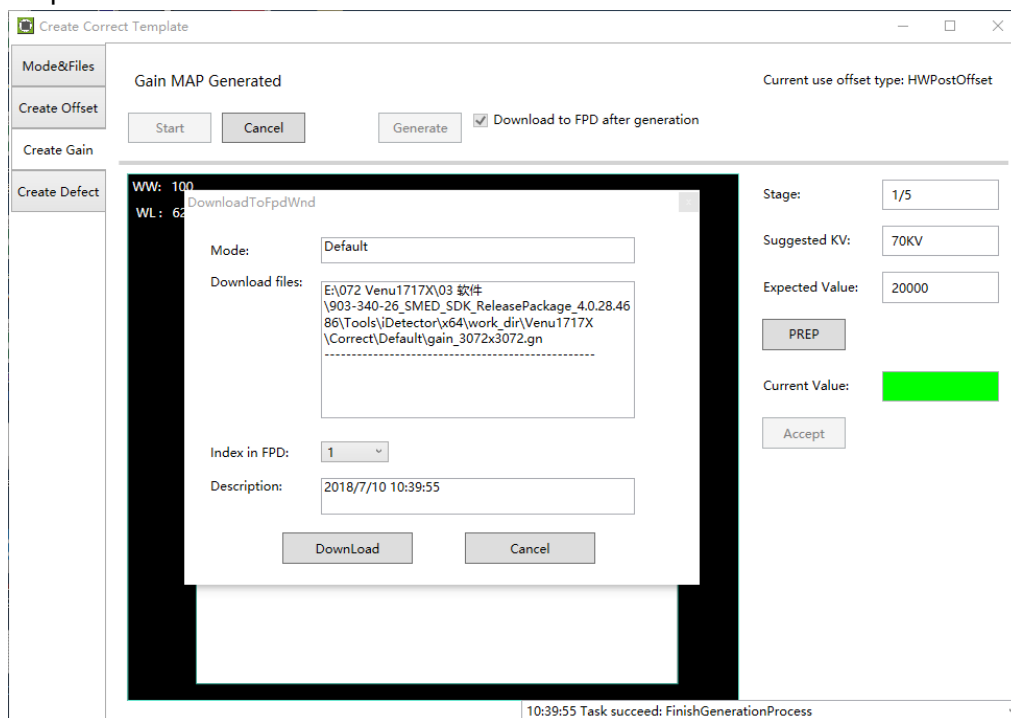 Create Correct Template
Mode&Files
Create Offset
Create Gain
Create Defect
Gain MAP Generated
Current use offset type: HWPostOffset
Start
Cancel
Generate
Download to FPD after generation
WW: 100
WL: 62
DownloadToFpdWnd
Mode:
Default
Download files:
E:\072 Venu1717X\03 软件
\903-340-26_SMED_SDK_ReleasePackage_4.0.28.46
86\Tools\iDetector\x64\work_dir\Venu1717X
\Correct\Default\gain_3072x3072.gn
--------------------------------------------------
Index in FPD:
1
Description:
2018/7/10 10:39:55
DownLoad
Cancel
Stage:
1/5
Suggested KV:
70KV
Expected Value:
20000
PREP
Current Value:
Accept
10:39:55 Task succeed: FinishGenerationProcess